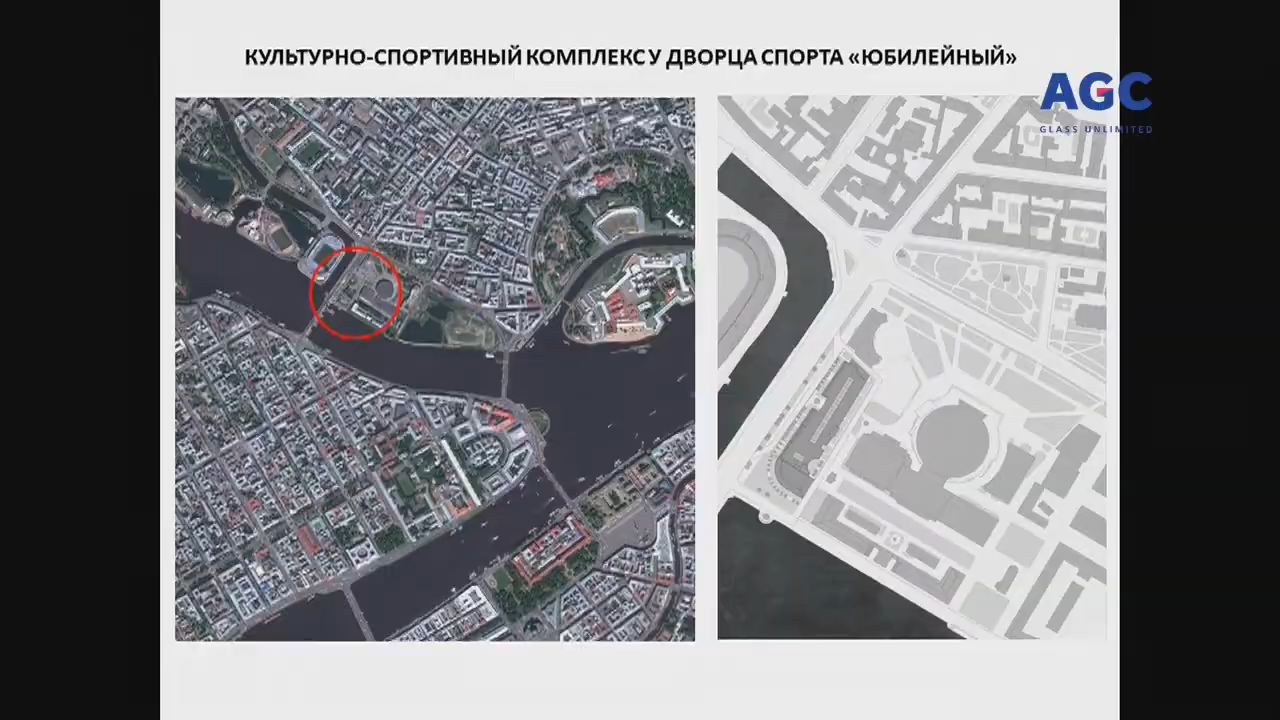 КУЛЬТУРНО-СПОРТИВНЫЙ КОМПЛЕКС У ДВОРЦА СПОРТА «ЮБИЛЕЙНЫЙ»
AGC
GLASS UNLIMITED